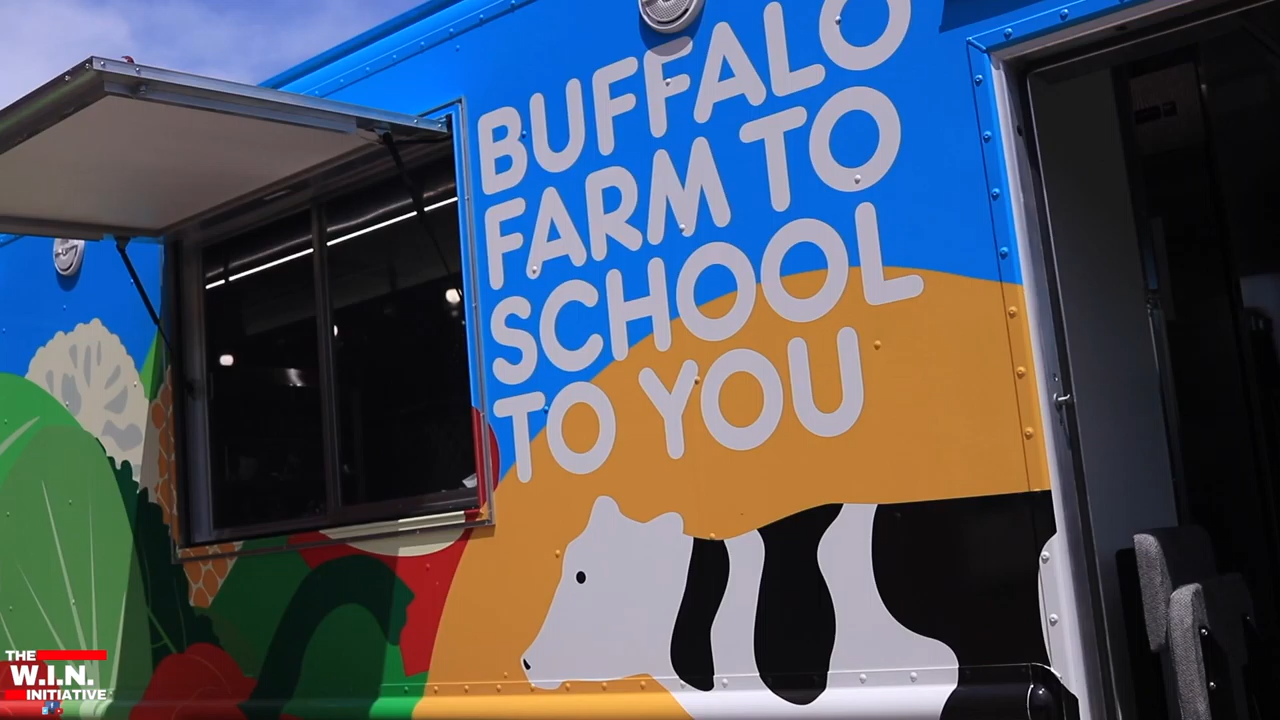 BUFFALO
FARM TO
SCHOOL
TO YOU
THE
W.I.N.
INITIATIVE